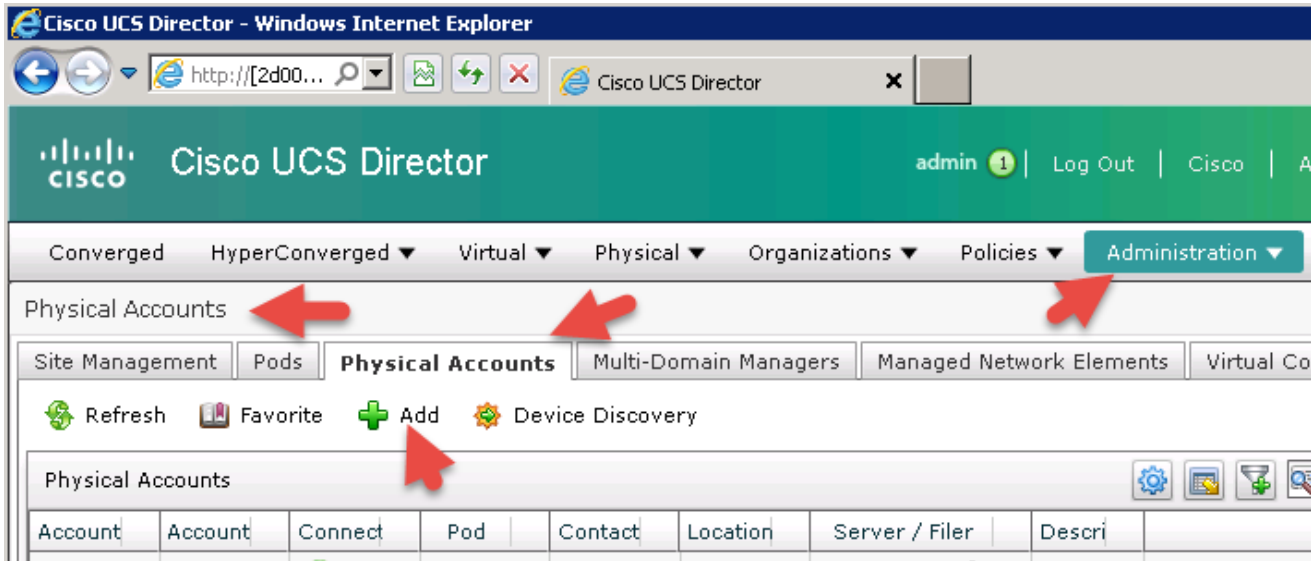 Cisco UCS Director - Windows Internet Explorer
http://[2d00... Cisco UCS Director
CISCO Cisco UCS Director admin 1 | Log Out | Cisco | A
Converged HyperConverged Virtual Physical Organizations Policies Administration
Physical Accounts
Site Management Pods Physical Accounts Multi-Domain Managers Managed Network Elements Virtual Co
Refresh Favorite Add Device Discovery
Physical Accounts
Account Account Connect Pod Contact Location Server / Filer Descri